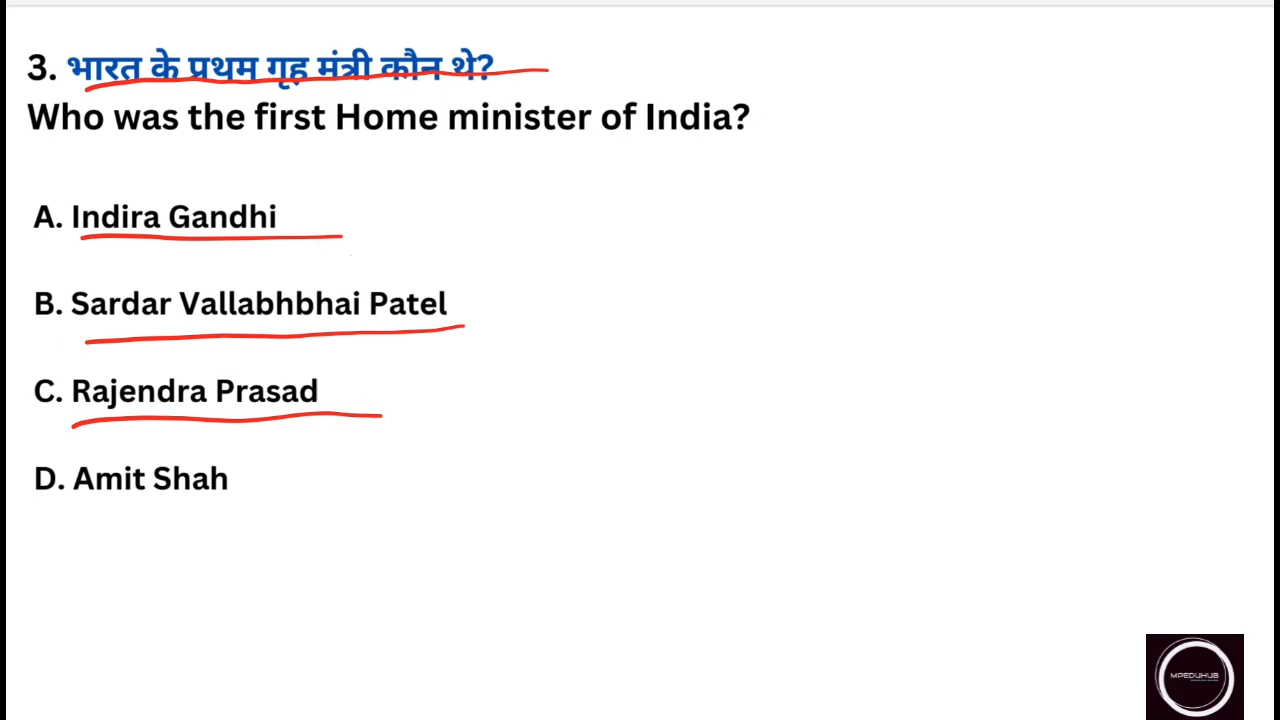 3. भारत के प्रथम गृह मंत्री कौन थे?
Who was the first Home minister of India?
A. Indira Gandhi
B. Sardar Vallabhbhai Patel
C. Rajendra Prasad
D. Amit Shah
MPEDUHUB